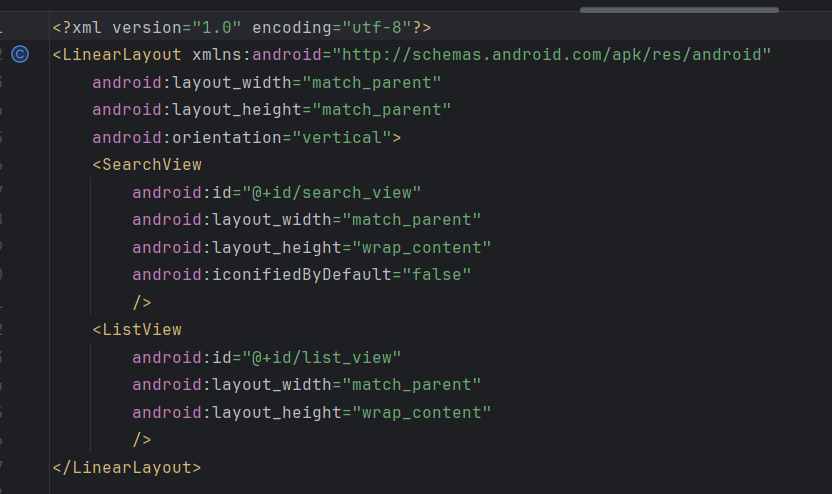 <?xml version="1.0" encoding="utf-8"?>
<LinearLayout xmlns:android="http://schemas.android.com/apk/res/android"
    android:layout_width="match_parent"
    android:layout_height="match_parent"
    android:orientation="vertical">
    <SearchView
        android:id="@+id/search_view"
        android:layout_width="match_parent"
        android:layout_height="wrap_content"
        android:iconifiedByDefault="false"
        />
    <ListView
        android:id="@+id/list_view"
        android:layout_width="match_parent"
        android:layout_height="wrap_content"
        />
</LinearLayout>